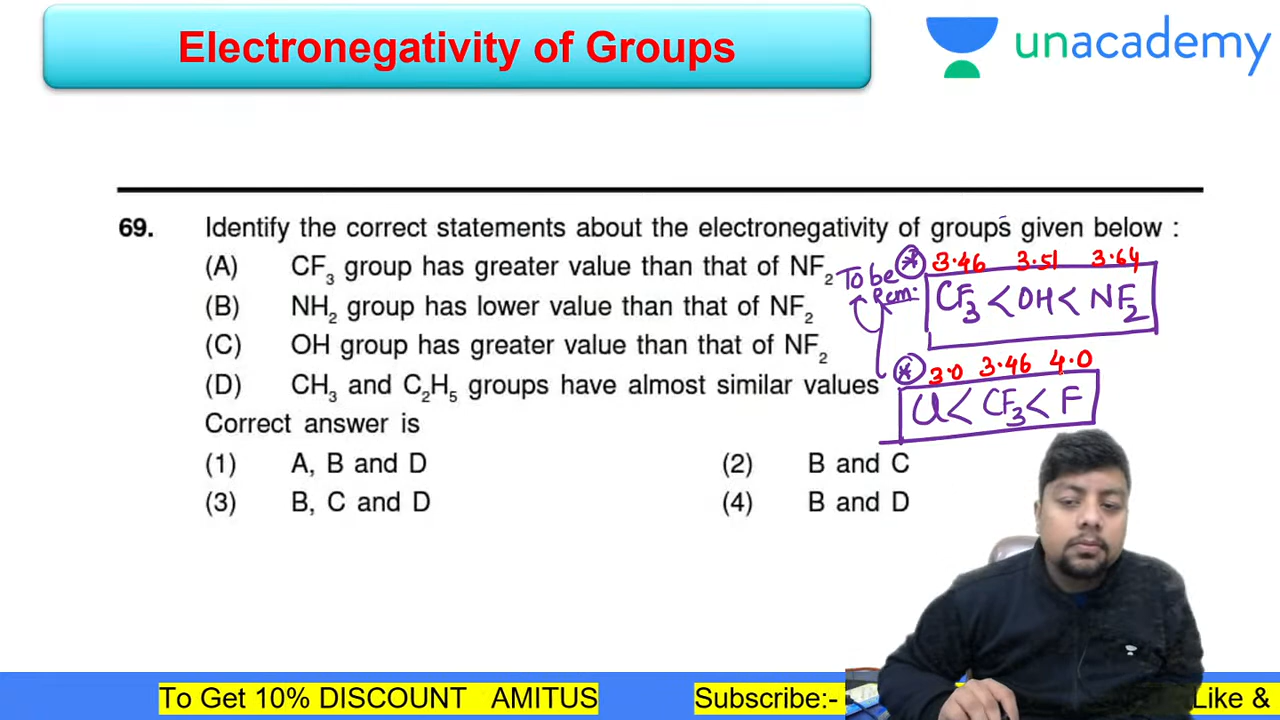 Electronegativity of Groups
unacademy
69. Identify the correct statements about the electronegativity of groups given below :
(A) CF3 group has greater value than that of NF2
(B) NH2 group has lower value than that of NF2
(C) OH group has greater value than that of NF2
(D) CH3 and C2H5 groups have almost similar values
Correct answer is
(1) A, B and D (2) B and C
(3) B, C and D (4) B and D
To be
Rem:
* 3.46 3.51 3.64
CF3 < OH < NF2
* 3.0 3.46 4.0
Cl < CF3 < F
To Get 10% DISCOUNT AMITUS Subscribe:- Like &